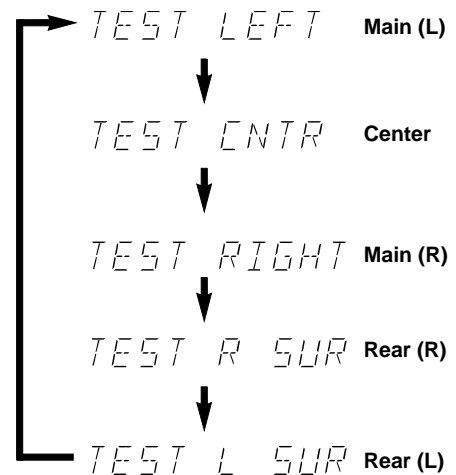 TEST LEFT Main (L)
TEST CNTR Center
TEST RIGHT Main (R)
TEST R SUR Rear (R)
TEST L SUR Rear (L)